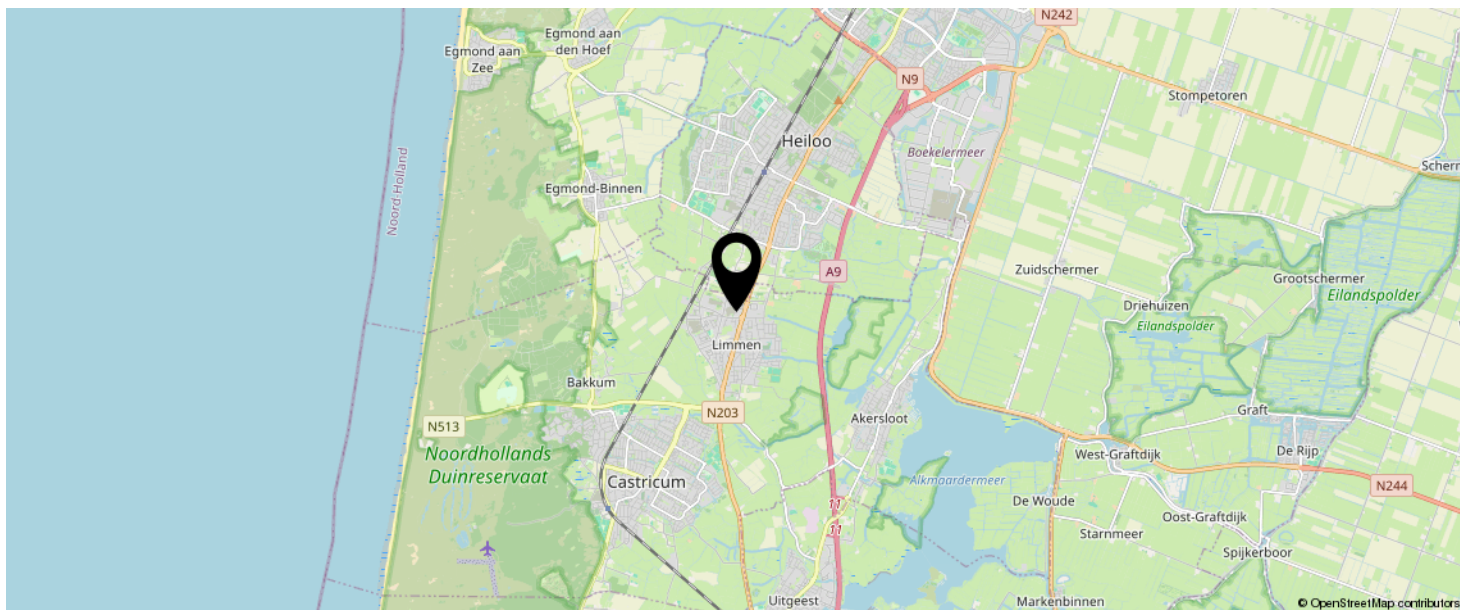 N242
Egmond aan
Zee
Egmond aan
den Hoef
N9
Stompetoren
Heiloo
Boekelermeer
Noord-Holland
Egmond-Binnen
A9
Zuidschermer
Grootschermer
Eilandspolder
Driehuizen
Eilandspolder
Limmen
Bakkum
N203
N513
Akersloot
Graft
De Rijp
West-Graftdijk
Noordhollands
Duinreservaat
Castricum
Alkmaardermeer
N244
De Woude
11
11
Oost-Graftdijk
Starnmeer
Spijkerboor
Uitgeest
Markenbinnen
© OpenStreetMap contributors